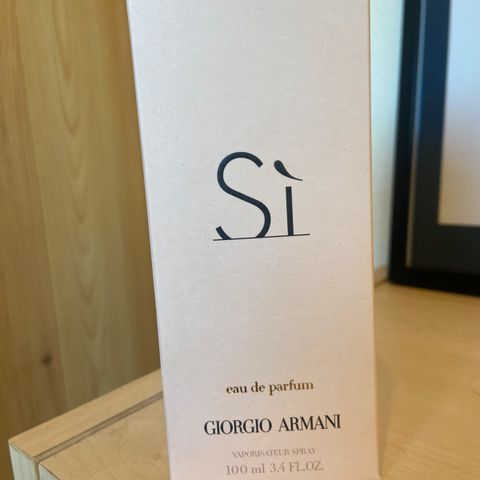 Sì
eau de parfum
GIORGIO ARMANI
VAPORISATEUR SPRAY
100 ml 3.4 FL.OZ.